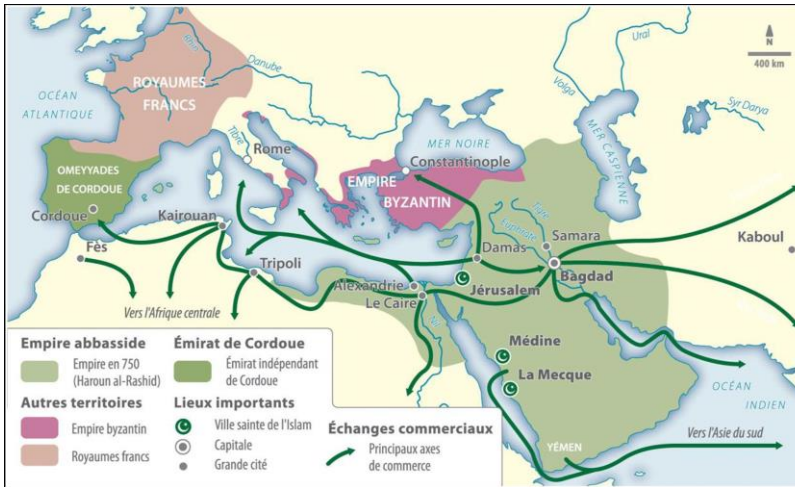 Rhin
Danube
ROYAUMES
FRANCS
OCÉAN
ATLANTIQUE
Volga
Ural
N
400 km
Syr Darya
MER CASPIENNE
MER NOIRE
Tibre
Rome
Constantinople
EMPIRE
BYZANTIN
OMEYYADES
DE CORDOUE
Cordoue
Kairouan
Fès
Tripoli
Tigre
Euphrate
Samara
Damas
Bagdad
Kaboul
Alexandrie
Jérusalem
Le Caire
Nil
Vers l'Afrique centrale
Médine
La Mecque
OCÉAN
INDIEN
YÉMEN
Vers l'Asie du sud
Empire abbasside
Empire en 750
(Haroun al-Rashid)
Émirat de Cordoue
Émirat indépendant
de Cordoue
Autres territoires
Empire byzantin
Royaumes francs
Lieux importants
Ville sainte de l'Islam
Capitale
Grande cité
Échanges commerciaux
Principaux axes
de commerce